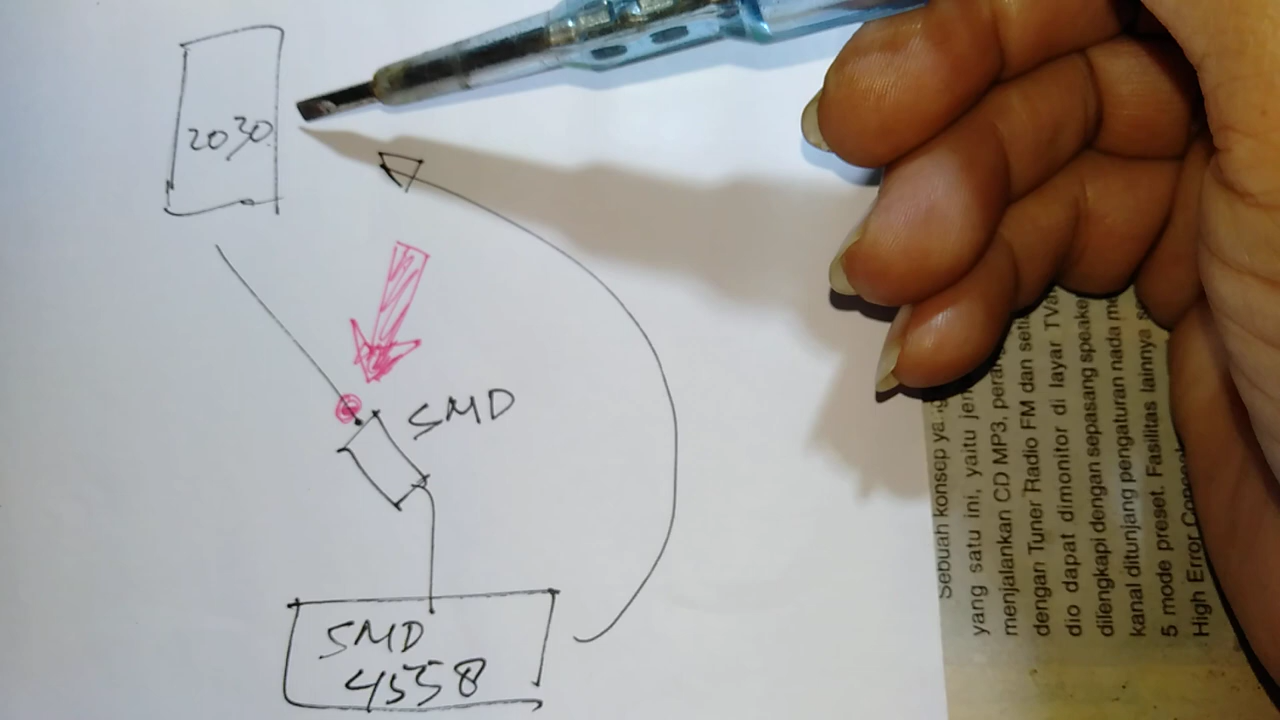 2030
SMD
SMD
4558
Sebuah konsep
yang satu ini, yaitu
menjalankan CD MP3,
dengan Tuner Radio FM dan
dio dapat dimonitor di layar
dilengkapi dengan sepasang
kanal ditunjang pengaturan nada
5 mode preset. Fasilitas lainnya
High Error